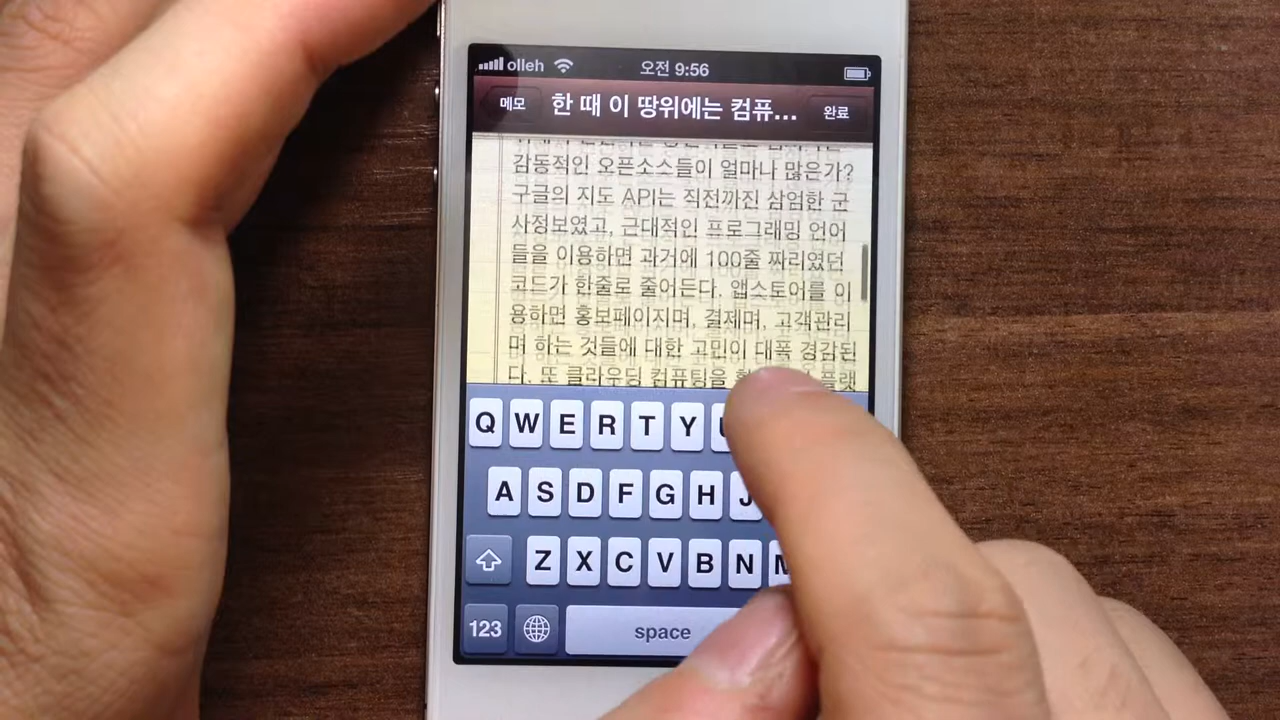 olleh 오전 9:56
메모 한 때 이 땅위에는 컴퓨... 완료
감동적인 오픈소스들이 얼마나 많은가?
구글의 지도 API는 직전까진 삼엄한 군
사정보였고, 근대적인 프로그래밍 언어
들을 이용하면 과거에 100줄 짜리였던
코드가 한줄로 줄어든다. 앱스토어를 이
용하면 홍보페이지며, 결제며, 고객관리
며 하는 것들에 대한 고민이 대폭 경감된
다. 또 클라우딩 컴퓨팅을 플랫
Q W E R T Y
A S D F G H J
Z X C V B N M
123 space